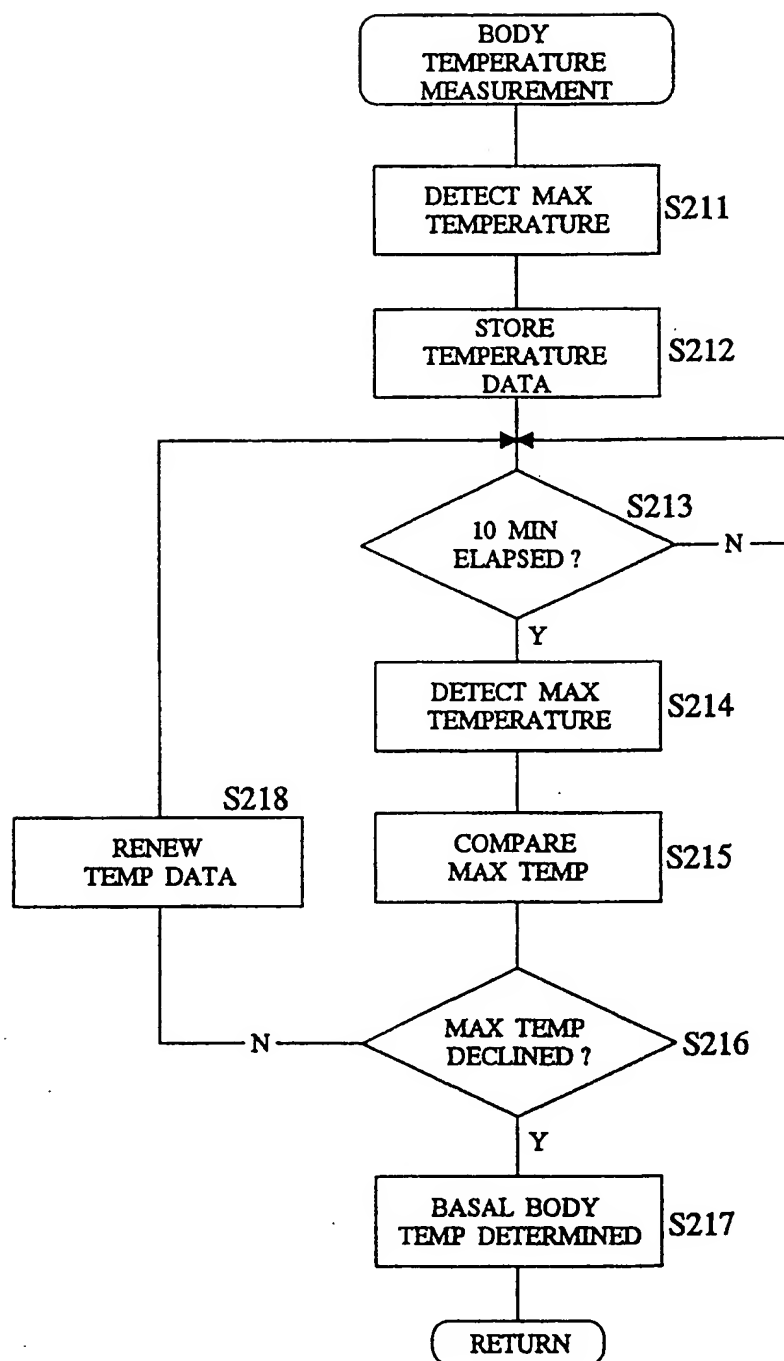 BODY
TEMPERATURE
MEASUREMENT
DETECT MAX
TEMPERATURE
S211
STORE
TEMPERATURE
DATA
S212
S213
10 MIN
ELAPSED ?
N
Y
DETECT MAX
TEMPERATURE
S214
S218
RENEW
TEMP DATA
COMPARE
MAX TEMP
S215
N
MAX TEMP
DECLINED ?
S216
Y
BASAL BODY
TEMP DETERMINED
S217
RETURN